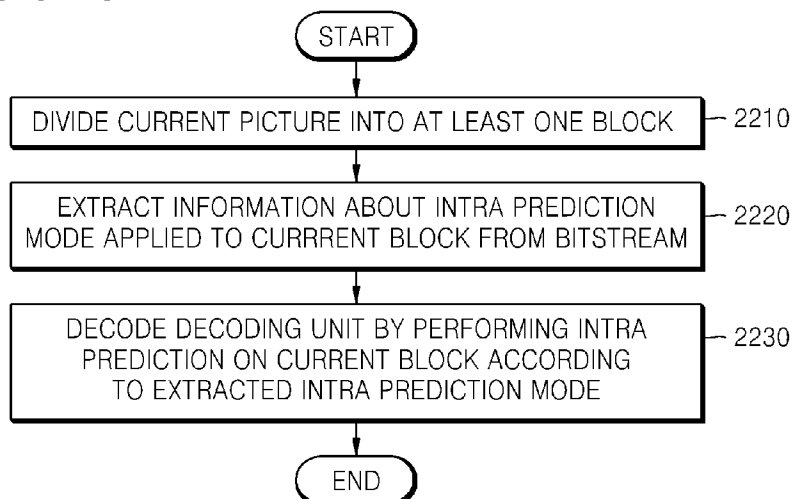 START
DIVIDE CURRENT PICTURE INTO AT LEAST ONE BLOCK
2210
EXTRACT INFORMATION ABOUT INTRA PREDICTION
MODE APPLIED TO CURRRENT BLOCK FROM BITSTREAM
2220
DECODE DECODING UNIT BY PERFORMING INTRA
PREDICTION ON CURRENT BLOCK ACCORDING
TO EXTRACTED INTRA PREDICTION MODE
2230
END